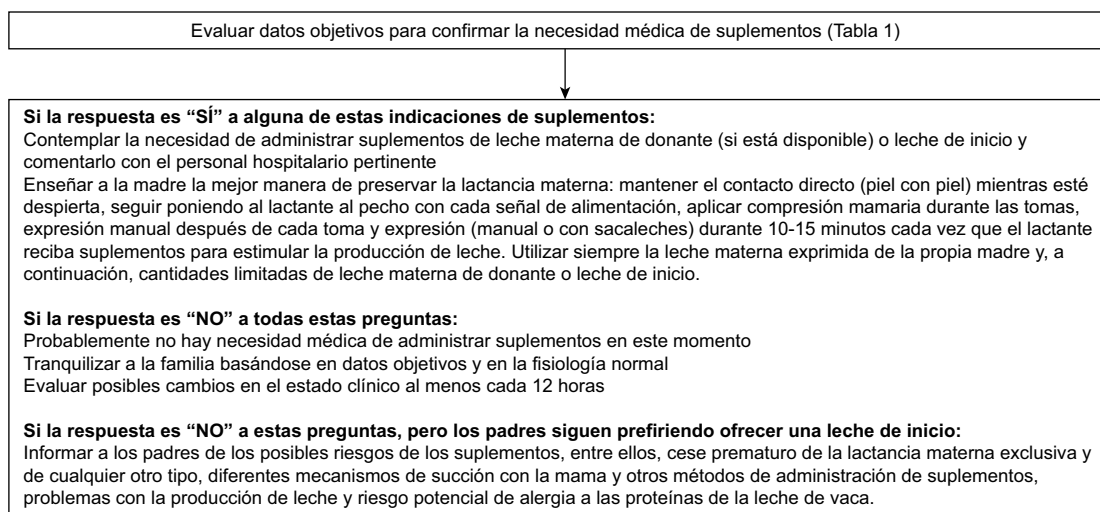 Evaluar datos objetivos para confirmar la necesidad médica de suplementos (Tabla 1)
Si la respuesta es “SÍ” a alguna de estas indicaciones de suplementos:
Contemplar la necesidad de administrar suplementos de leche materna de donante (si está disponible) o leche de inicio y
comentarlo con el personal hospitalario pertinente
Enseñar a la madre la mejor manera de preservar la lactancia materna: mantener el contacto directo (piel con piel) mientras esté
despierta, seguir poniendo al lactante al pecho con cada señal de alimentación, aplicar compresión mamaria durante las tomas,
expresión manual después de cada toma y expresión (manual o con sacaleches) durante 10-15 minutos cada vez que el lactante
reciba suplementos para estimular la producción de leche. Utilizar siempre la leche materna exprimida de la propia madre y, a
continuación, cantidades limitadas de leche materna de donante o leche de inicio.
Si la respuesta es “NO” a todas estas preguntas:
Probablemente no hay necesidad médica de administrar suplementos en este momento
Tranquilizar a la familia basándose en datos objetivos y en la fisiología normal
Evaluar posibles cambios en el estado clínico al menos cada 12 horas
Si la respuesta es “NO” a estas preguntas, pero los padres siguen prefiriendo ofrecer una leche de inicio:
Informar a los padres de los posibles riesgos de los suplementos, entre ellos, cese prematuro de la lactancia materna exclusiva y
de cualquier otro tipo, diferentes mecanismos de succión con la mama y otros métodos de administración de suplementos,
problemas con la producción de leche y riesgo potencial de alergia a las proteínas de la leche de vaca.